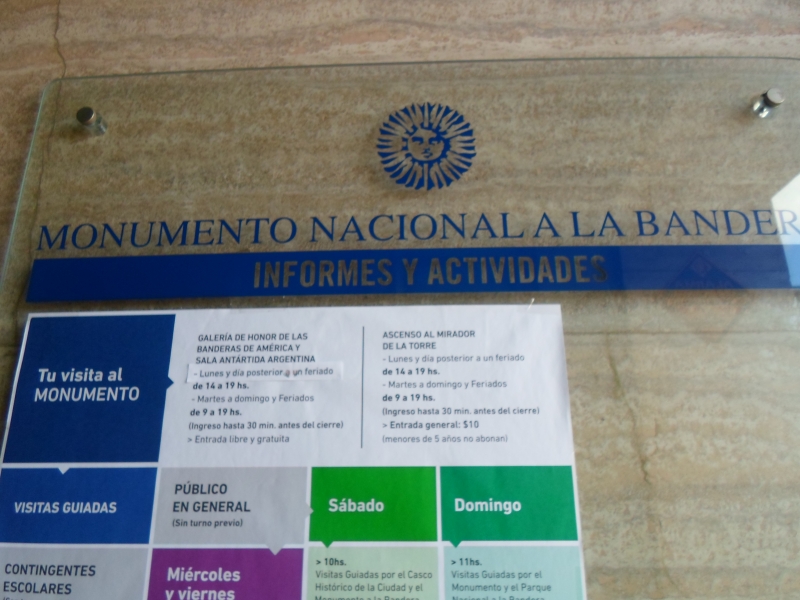 MONUMENTO NACIONAL A LA BANDER
INFORMES Y ACTIVIDADES
Tu visita al
MONUMENTO
GALERÍA DE HONOR DE LAS
BANDERAS DE AMÉRICA Y
SALA ANTÁRTIDA ARGENTINA
- Lunes y día posterior a un feriado
de 14 a 19 hs.
- Martes a domingo y Feriados
de 9 a 19 hs.
(Ingreso hasta 30 min. antes del cierre)
> Entrada libre y gratuita
ASCENSO AL MIRADOR
DE LA TORRE
- Lunes y día posterior a un feriado
de 14 a 19 hs.
- Martes a domingo y Feriados
de 9 a 19 hs.
(Ingreso hasta 30 min. antes del cierre)
> Entrada general: $10
(menores de 5 años no abonan)
VISITAS GUIADAS
PÚBLICO
EN GENERAL
(Sin turno previo)
Sábado
Domingo
CONTINGENTES
ESCOLARES
Miércoles
y viernes
> 10hs.
Visitas Guiadas por el Casco
Histórico de la Ciudad y el
Monumento a la Bandera
> 11hs.
Visitas Guiadas por el
Monumento y el Parque
Nacional a la Bandera